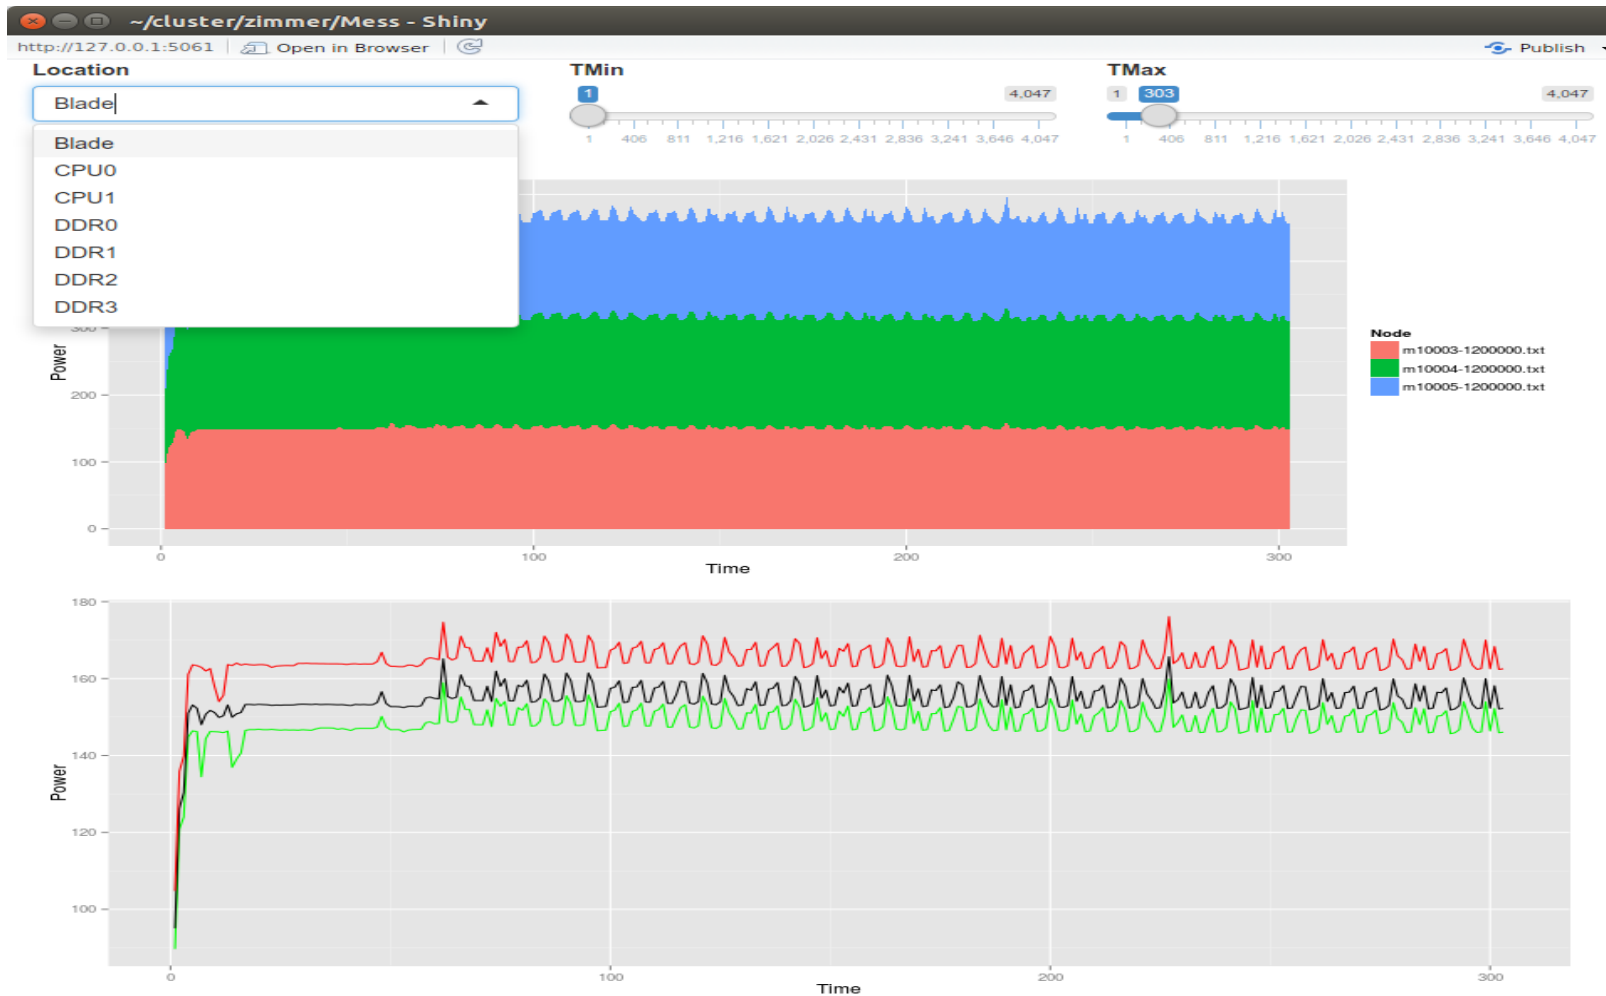 ~/cluster/zimmer/Mess - Shiny
http://127.0.0.1:5061 Open in Browser Publish
Location TMin TMax
Blade
1 4,047
1 303 4,047
1 406 811 1,216 1,621 2,026 2,431 2,836 3,241 3,646 4,047
1 406 811 1,216 1,621 2,026 2,431 2,836 3,241 3,646 4,047
Blade
CPU0
CPU1
DDR0
DDR1
DDR2
DDR3
300
200
100
0
Power
0 100 200 300
Time
Node
m10003-1200000.txt
m10004-1200000.txt
m10005-1200000.txt
180
160
140
120
100
Power
0 100 200 300
Time